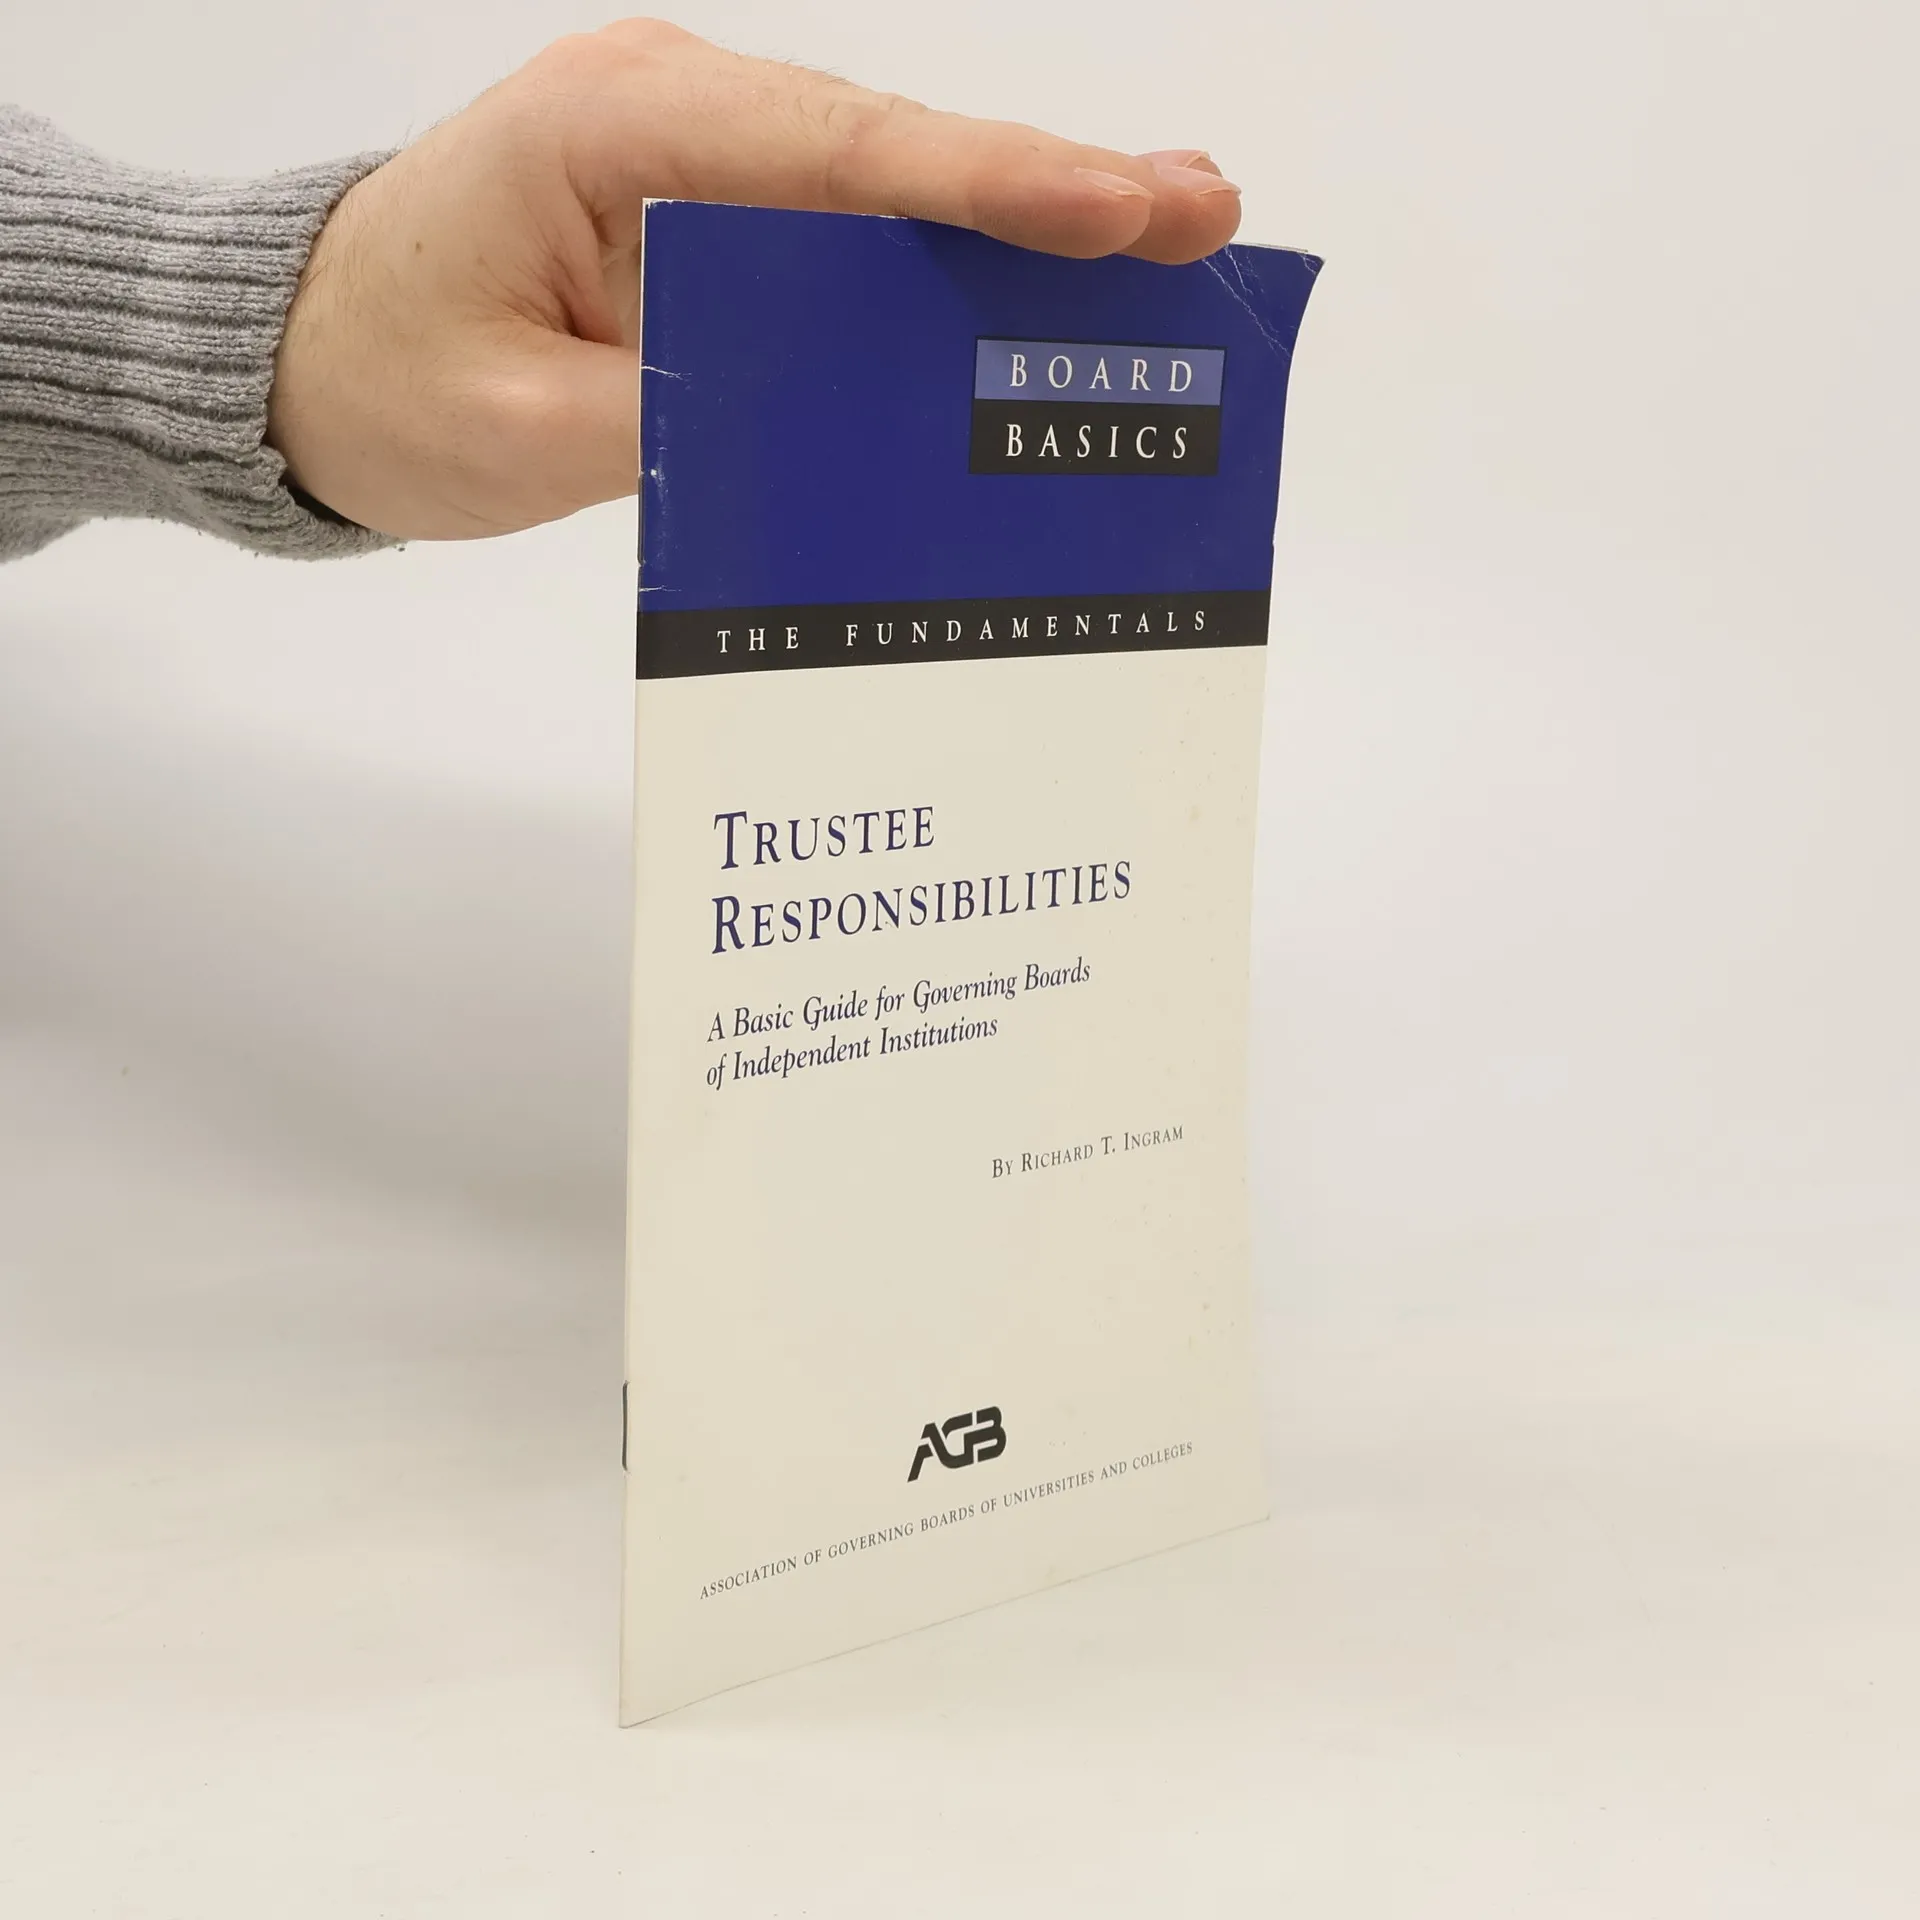 BOARD
BASICS
THE FUNDAMENTALS
TRUSTEE
RESPONSIBILITIES
A Basic Guide for Governing Boards
of Independent Institutions
BY RICHARD T. INGRAM
AGB
ASSOCIATION OF GOVERNING BOARDS OF UNIVERSITIES AND COLLEGES